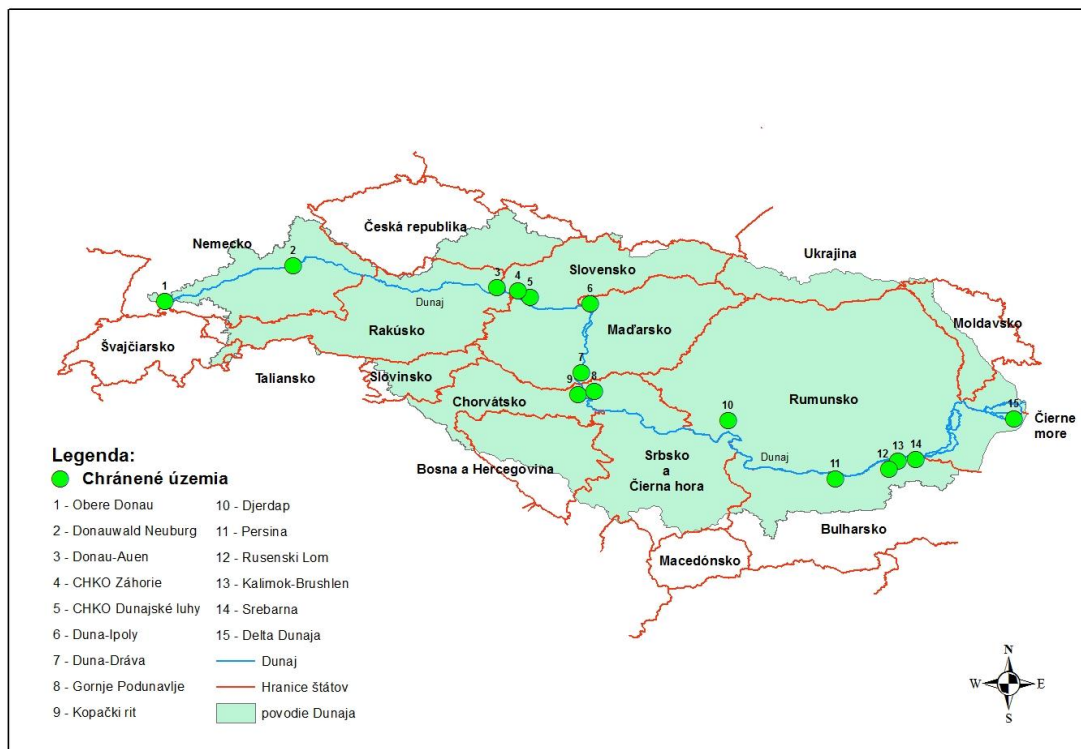 Česká republika
Nemecko
Ukrajina
2
1
3
4
5
Slovensko
6
Dunaj
Rakúsko
Maďarsko
Moldavsko
Švajčiarsko
Taliansko
Slovinsko
7
8
9
Chorvátsko
10
Rumunsko
15
Čierne
more
Bosna a Hercegovina
Srbsko
a
Čierna hora
Dunaj
11
12
13
14
Bulharsko
Macedónsko
Legenda:
Chránené územia
1 - Obere Donau
2 - Donauwald Neuburg
3 - Donau-Auen
4 - CHKO Záhorie
5 - CHKO Dunajské luhy
6 - Duna-Ipoly
7 - Duna-Dráva
8 - Gornje Podunavlje
9 - Kopački rit
10 - Djerdap
11 - Persina
12 - Rusenski Lom
13 - Kalimok-Brushlen
14 - Srebarna
15 - Delta Dunaja
Dunaj
Hranice štátov
povodie Dunaja
N
W E
S